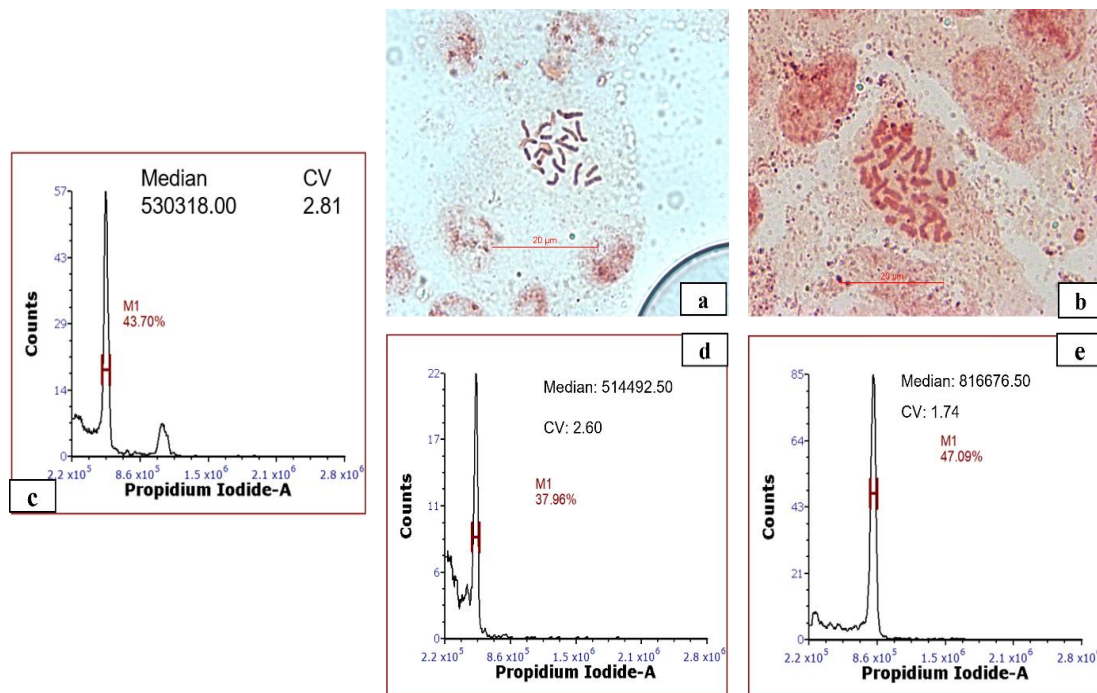 20 µm
a
20 µm
b
Median CV
530318.00 2.81
57
43
29
14
0
M1
43.70%
Counts
2.2 x10⁵ 8.6 x10⁵ 1.5 x10⁶ 2.1 x10⁶ 2.8 x10⁶
Propidium Iodide-A
c
d
Median: 514492.50
CV: 2.60
22
17
11
6
0
M1
37.96%
Counts
2.2 x10⁵ 8.6 x10⁵ 1.5 x10⁶ 2.1 x10⁶ 2.8 x10⁶
Propidium Iodide-A
e
Median: 816676.50
CV: 1.74
85
64
43
21
0
M1
47.09%
Counts
2.2 x10⁵ 8.6 x10⁵ 1.5 x10⁶ 2.1 x10⁶ 2.8 x10⁶
Propidium Iodide-A